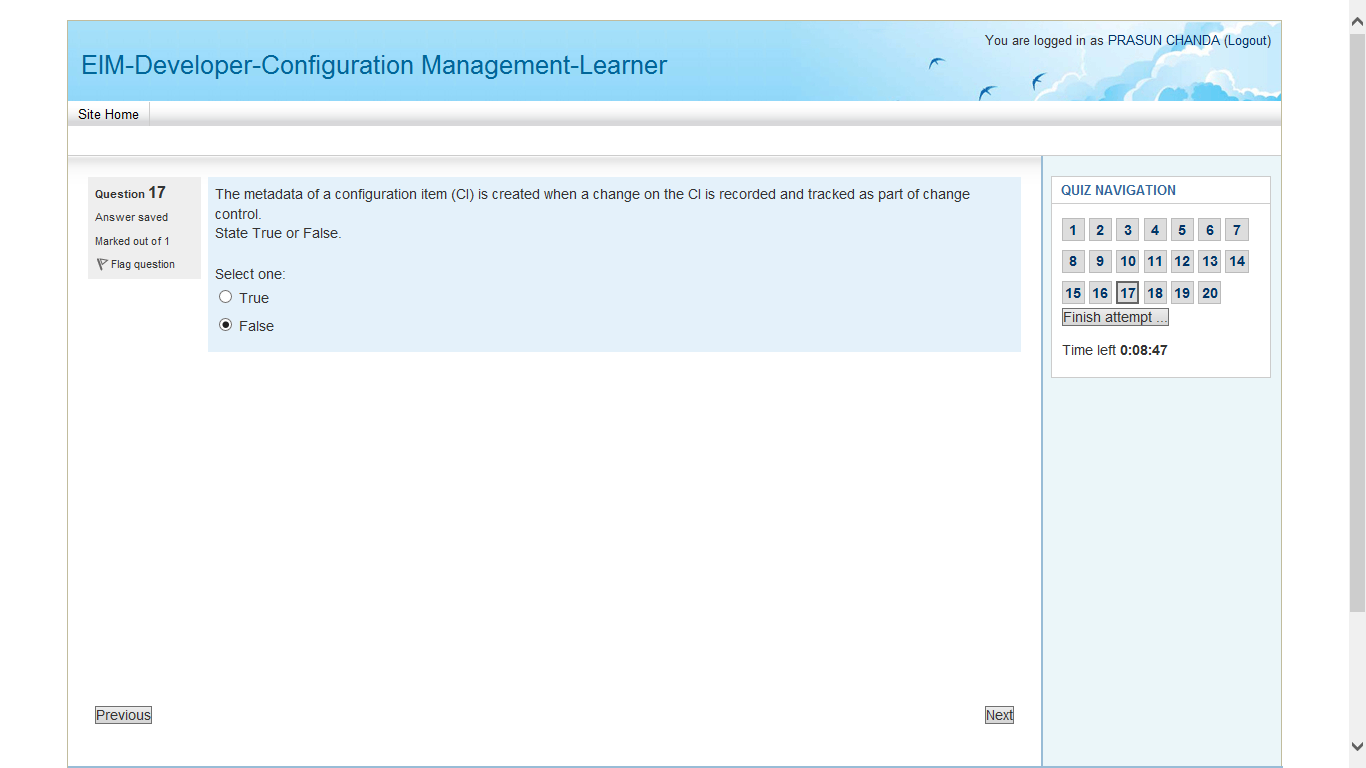 You are logged in as PRASUN CHANDA (Logout)
EIM-Developer-Configuration Management-Learner
Site Home
Question 17
Answer saved
Marked out of 1
Flag question
The metadata of a configuration item (CI) is created when a change on the CI is recorded and tracked as part of change
control.
State True or False.
Select one:
True
False
QUIZ NAVIGATION
1 2 3 4 5 6 7
8 9 10 11 12 13 14
15 16 17 18 19 20
Finish attempt ...
Time left 0:08:47
Previous
Next